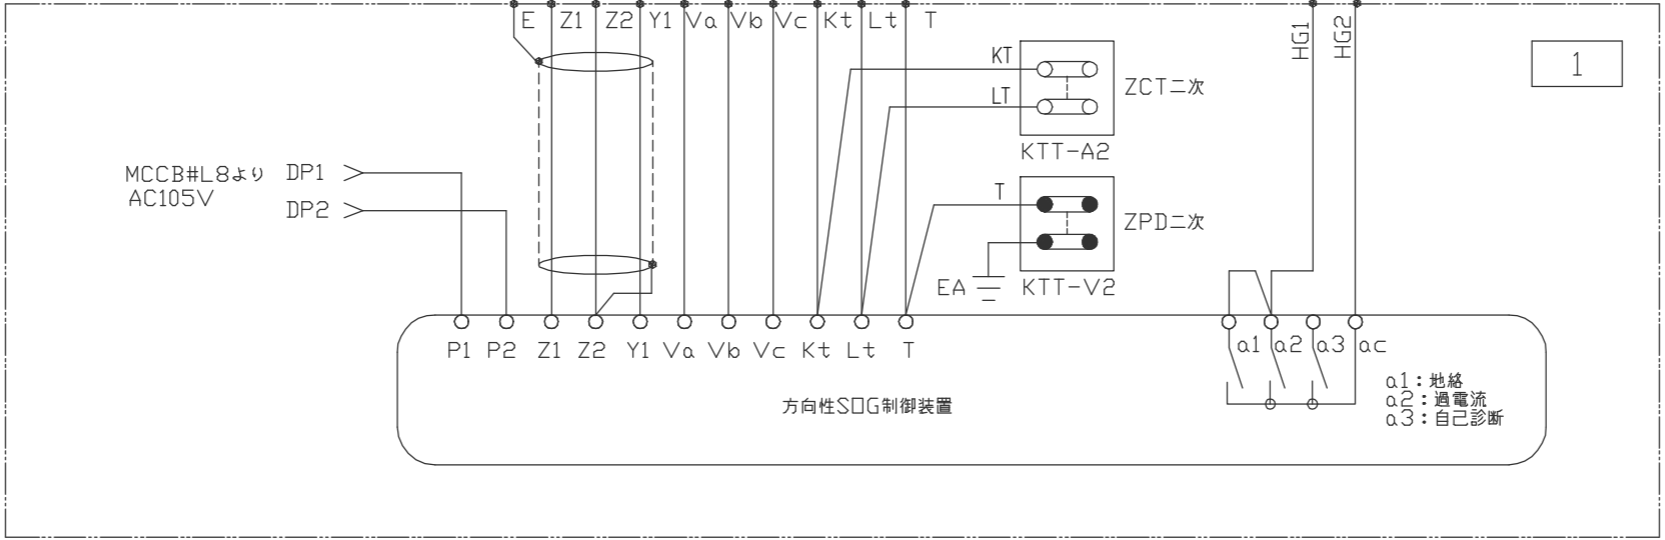 E Z1 Z2 Y1 Va Vb Vc Kt Lt T
HG1
HG2
1
KT
LT
ZCT二次
KTT-A2
MCCB#L8より DP1
AC105V
DP2
T
ZPD二次
EA
KTT-V2
P1 P2 Z1 Z2 Y1 Va Vb Vc Kt Lt T
a1 a2 a3 ac
方向性SOG制御装置
a1：地絡
a2：過電流
a3：自己診断